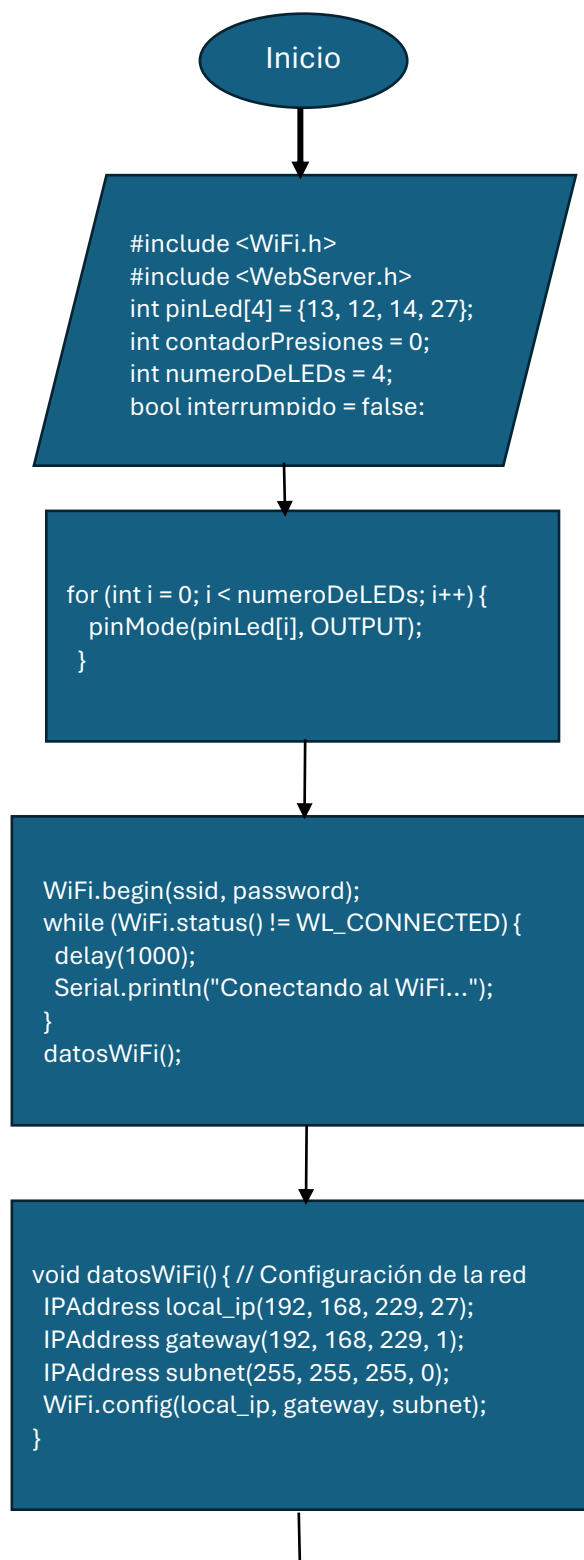 Inicio
#include <WiFi.h>
#include <WebServer.h>
int pinLed[4] = {13, 12, 14, 27};
int contadorPresiones = 0;
int numeroDeLEDs = 4;
bool interrumpido = false;
for (int i = 0; i < numeroDeLEDs; i++) {
pinMode(pinLed[i], OUTPUT);
}
WiFi.begin(ssid, password);
while (WiFi.status() != WL_CONNECTED) {
delay(1000);
Serial.println("Conectando al WiFi...");
}
datosWiFi();
void datosWiFi() { // Configuración de la red
IPAddress local_ip(192, 168, 229, 27);
IPAddress gateway(192, 168, 229, 1);
IPAddress subnet(255, 255, 255, 0);
WiFi.config(local_ip, gateway, subnet);
}